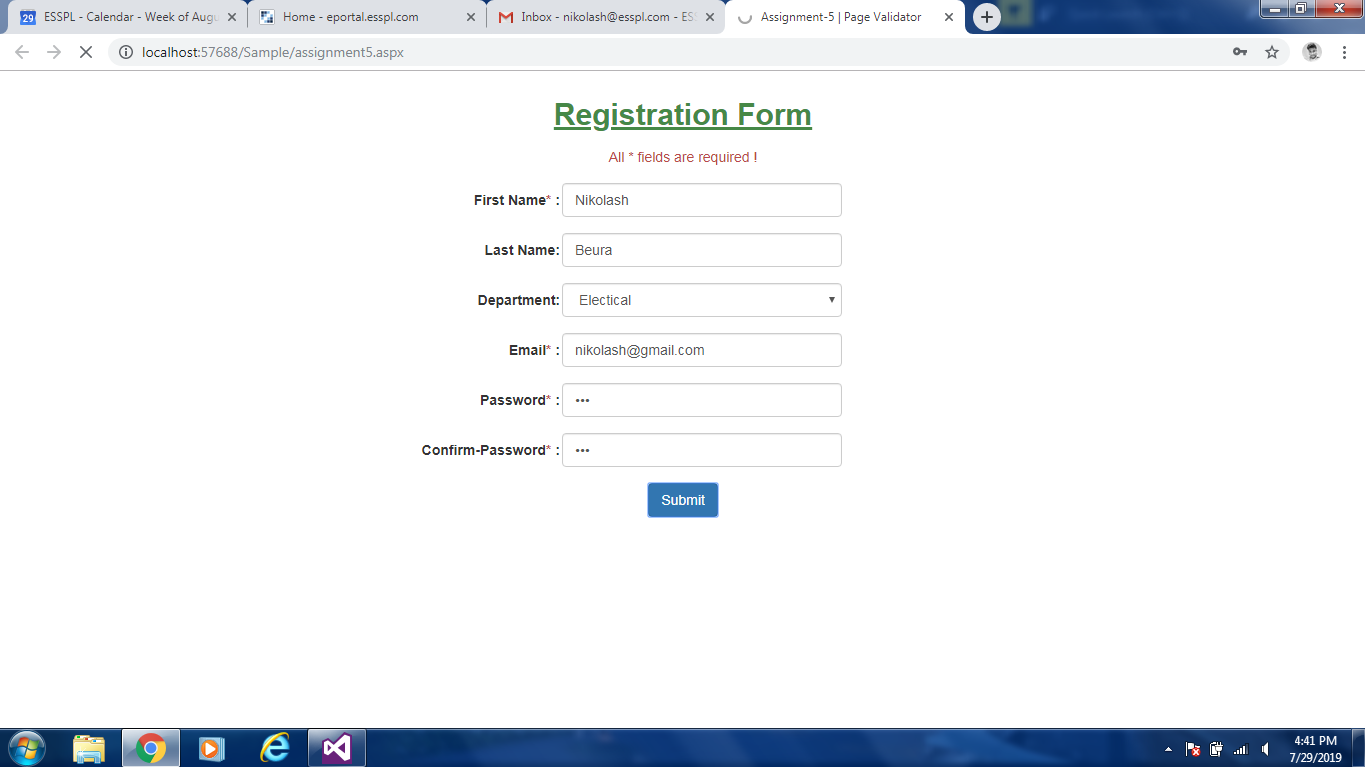 29 ESSPL - Calendar - Week of Augu
Home - eportal.esspl.com
Inbox - nikolash@esspl.com - ESS
Assignment-5 | Page Validator
localhost:57688/Sample/assignment5.aspx
Registration Form
All * fields are required !
First Name* : Nikolash
Last Name: Beura
Department: Electical
Email* : nikolash@gmail.com
Password* : •••
Confirm-Password* : •••
Submit
4:41 PM
7/29/2019